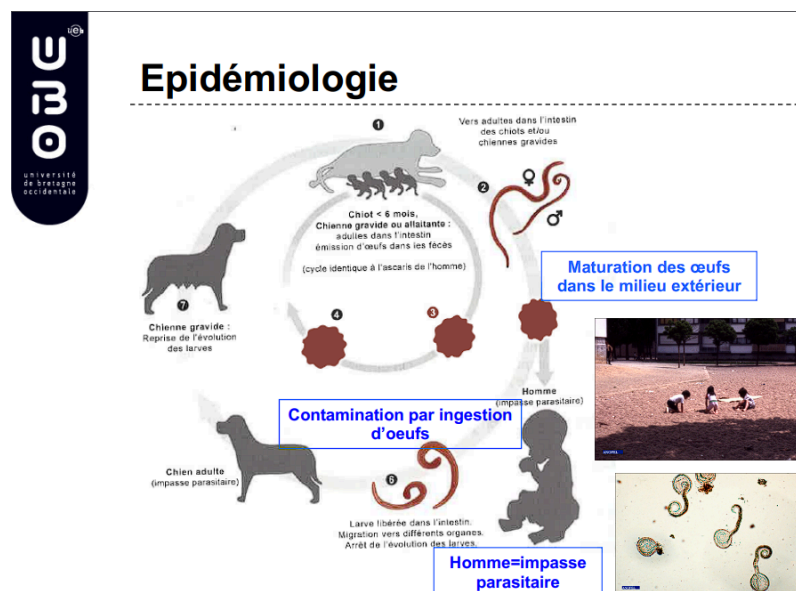 ueb
UBO
université
de bretagne
occidentale
Epidémiologie
1
Vers adultes dans l'intestin
des chiots et/ou
chiennes gravides
2
♀
♂
Chiot < 6 mois,
Chienne gravide ou allaitante :
adultes dans l'intestin
émission d'œufs dans les fécès
(cycle identique à l'ascaris de l'homme)
Maturation des œufs
dans le milieu extérieur
7
4
3
Chienne gravide :
Reprise de l'évolution
des larves
Homme
(impasse parasitaire)
Contamination par ingestion
d'oeufs
Chien adulte
(impasse parasitaire)
6
Larve libérée dans l'intestin.
Migration vers différents organes.
Arrêt de l'évolution des larves.
Homme=impasse
parasitaire